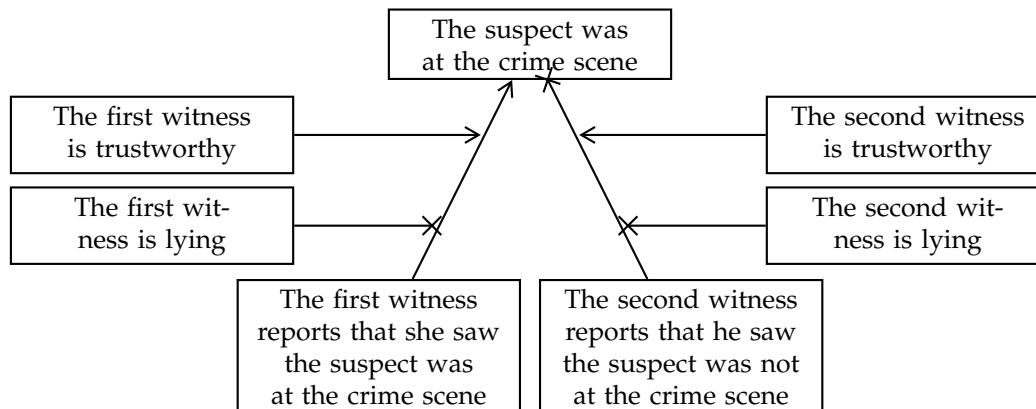 The suspect was
at the crime scene
The first witness
is trustworthy
The second witness
is trustworthy
The first wit-
ness is lying
The second wit-
ness is lying
The first witness
reports that she saw
the suspect was
at the crime scene
The second witness
reports that he saw
the suspect was not
at the crime scene